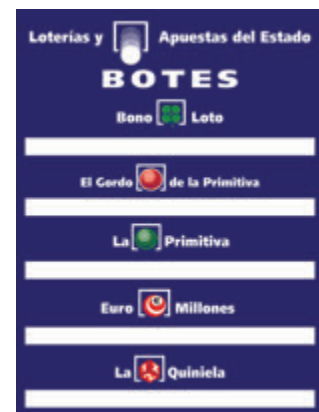 Loterías y Apuestas del Estado
BOTES
Bono Loto
El Gordo de la Primitiva
La Primitiva
Euro Millones
La Quiniela